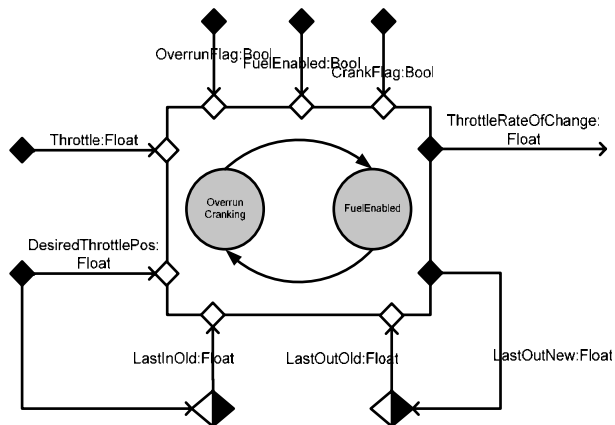 OverrunFlag:Bool
FuelEnabled:Bool
CrankFlag:Bool
Throttle:Float
ThrottleRateOfChange:
Float
Overrun
Cranking
FuelEnabled
DesiredThrottlePos:
Float
LastInOld:Float
LastOutOld:Float
LastOutNew:Float